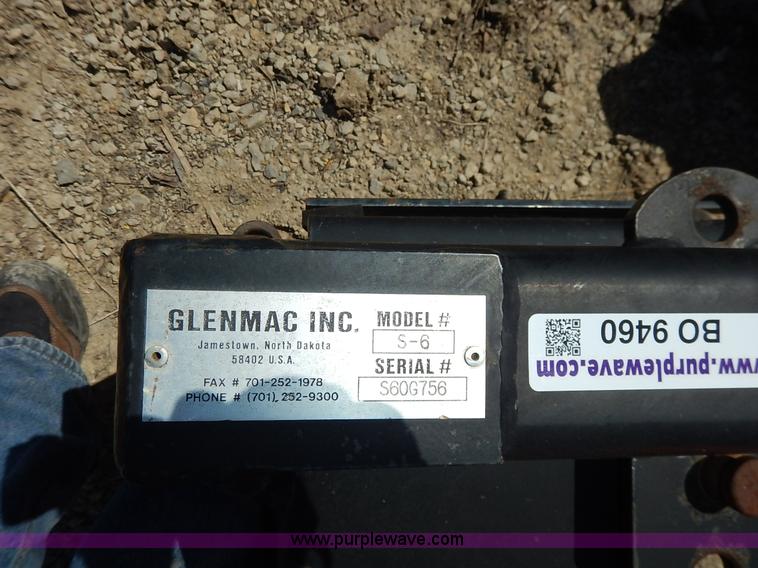 GLENMAC INC.
Jamestown, North Dakota
58402 U.S.A.
FAX # 701-252-1978
PHONE # (701) 252-9300
MODEL #
S-6
SERIAL #
S60G756
BO 9460
www.purplewave.com
www.purplewave.com